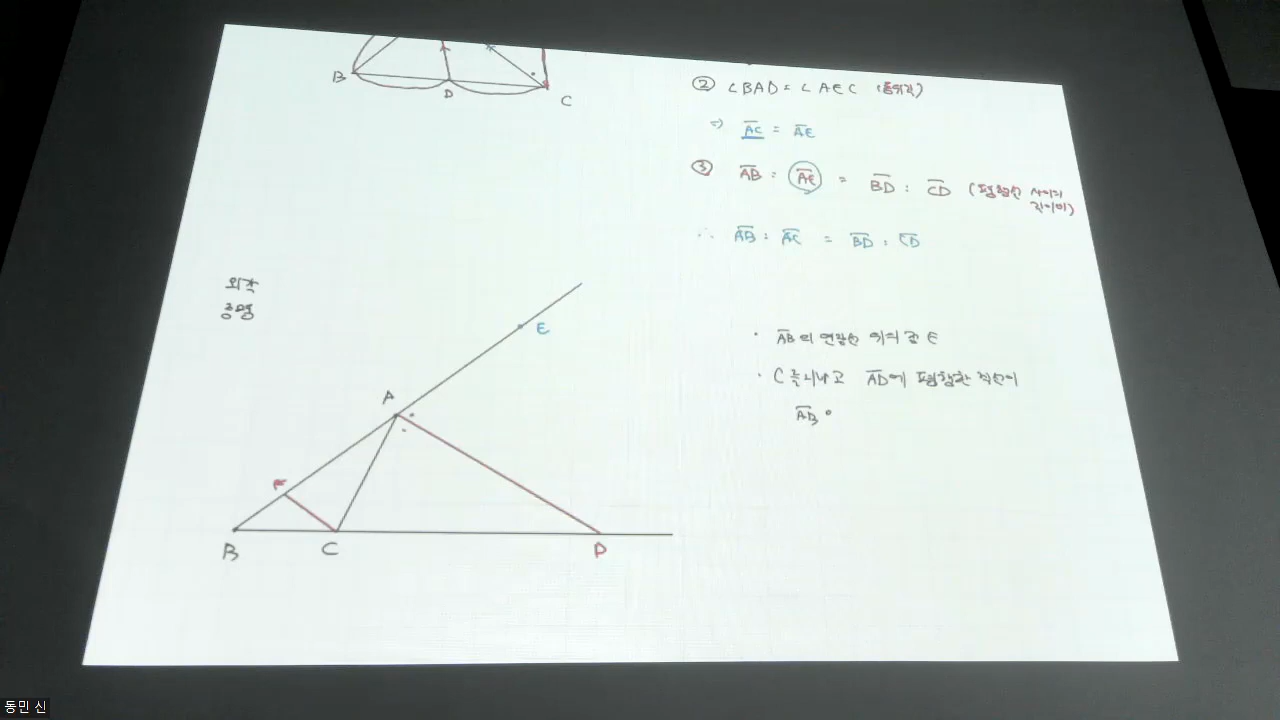 B
D
C
② ∠BAD = ∠AEC (동위각)
⇒ AC = AE
③ AB : AE = BD : CD (평행선 사이의
길이비)
∴ AB : AC = BD : CD
외각
증명
E
A
F
B
C
D
· AB의 연장선 위의 점 E
· C를 지나고 AD에 평행한 직선이
AB
동민 신